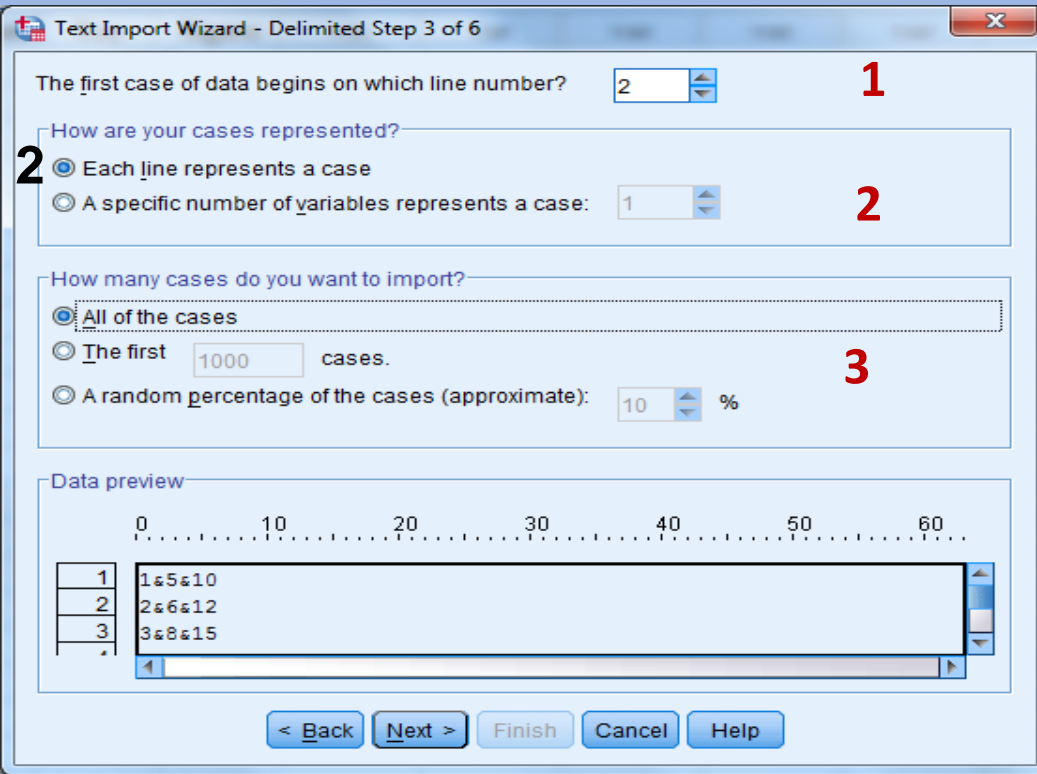 Text Import Wizard - Delimited Step 3 of 6
The first case of data begins on which line number? 2 1
How are your cases represented?
2 Each line represents a case
A specific number of variables represents a case: 1 2
How many cases do you want to import?
All of the cases
The first 1000 cases. 3
A random percentage of the cases (approximate): 10 %
Data preview
0 10 20 30 40 50 60
1 1&5&10
2 2&6&12
3 3&8&15
< Back Next > Finish Cancel Help